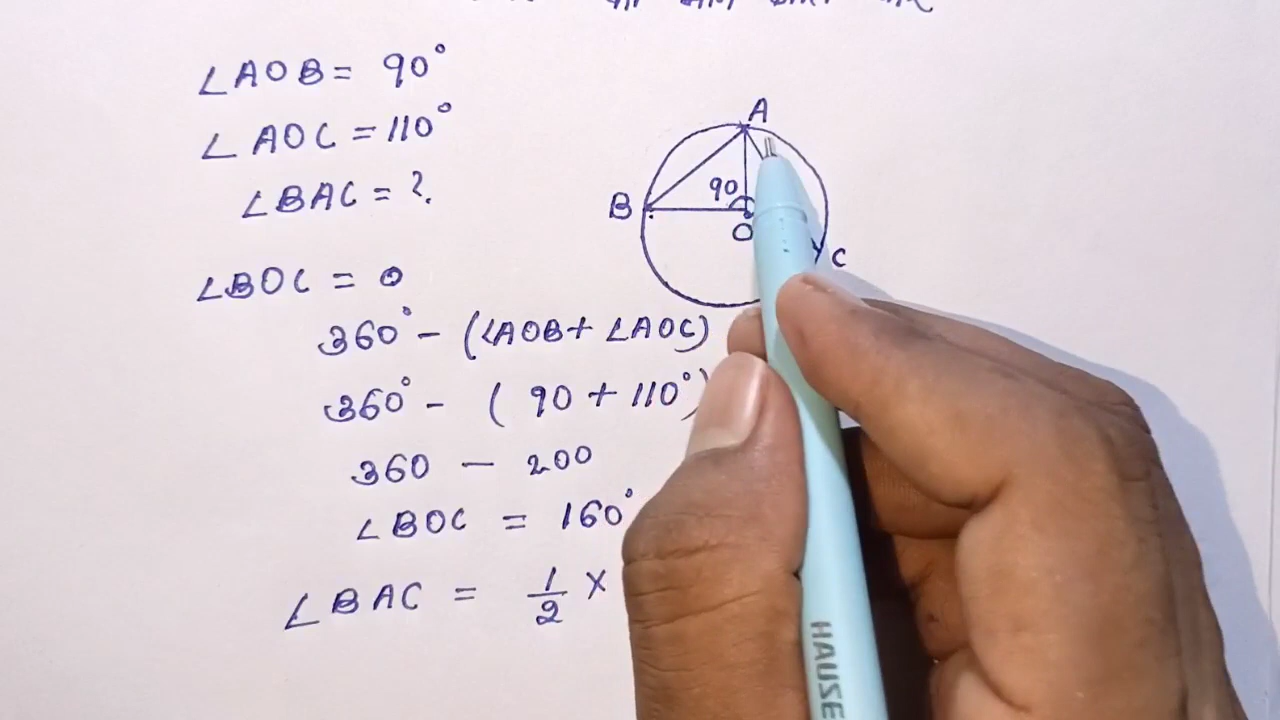 ∠AOB = 90°
∠AOC = 110°
∠BAC = ?
∠BOC = 0
360° - (∠AOB + ∠AOC)
360° - ( 90 + 110°)
360 - 200
∠BOC = 160°
∠BAC = 1/2 ×
A
90
B
O
C
HAUSE